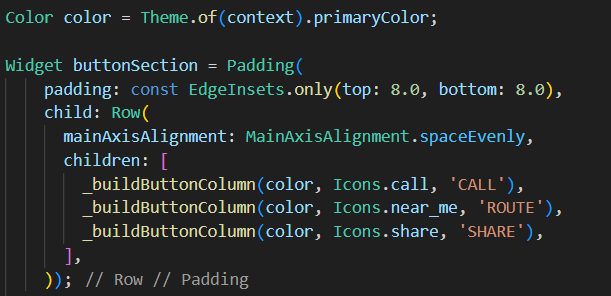 Color color = Theme.of(context).primaryColor;

Widget buttonSection = Padding(
    padding: const EdgeInsets.only(top: 8.0, bottom: 8.0),
    child: Row(
      mainAxisAlignment: MainAxisAlignment.spaceEvenly,
      children: [
        _buildButtonColumn(color, Icons.call, 'CALL'),
        _buildButtonColumn(color, Icons.near_me, 'ROUTE'),
        _buildButtonColumn(color, Icons.share, 'SHARE'),
      ],
    )); // Row // Padding